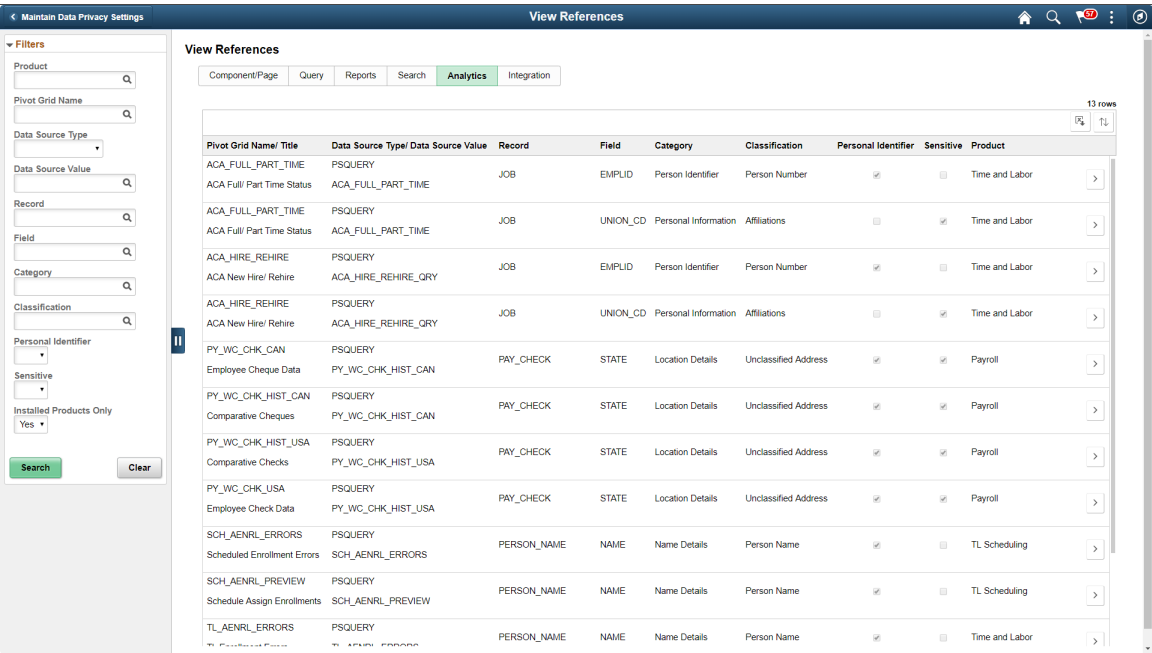 Maintain Data Privacy Settings
View References
57
Filters
Product
Pivot Grid Name
Data Source Type
Data Source Value
Record
Field
Category
Classification
Personal Identifier
Sensitive
Installed Products Only
Yes
Search Clear
View References
Component/Page Query Reports Search Analytics Integration
13 rows
Pivot Grid Name/ Title Data Source Type/ Data Source Value Record Field Category Classification Personal Identifier Sensitive Product
ACA_FULL_PART_TIME PSQUERY
JOB EMPLID Person Identifier Person Number Time and Labor
ACA Full/ Part Time Status ACA_FULL_PART_TIME
ACA_FULL_PART_TIME PSQUERY
JOB UNION_CD Personal Information Affiliations Time and Labor
ACA Full/ Part Time Status ACA_FULL_PART_TIME
ACA_HIRE_REHIRE PSQUERY
JOB EMPLID Person Identifier Person Number Time and Labor
ACA New Hire/ Rehire ACA_HIRE_REHIRE_QRY
ACA_HIRE_REHIRE PSQUERY
JOB UNION_CD Personal Information Affiliations Time and Labor
ACA New Hire/ Rehire ACA_HIRE_REHIRE_QRY
PY_WC_CHK_CAN PSQUERY
PAY_CHECK STATE Location Details Unclassified Address Payroll
Employee Cheque Data PY_WC_CHK_HIST_CAN
PY_WC_CHK_HIST_CAN PSQUERY
PAY_CHECK STATE Location Details Unclassified Address Payroll
Comparative Cheques PY_WC_CHK_HIST_CAN
PY_WC_CHK_HIST_USA PSQUERY
PAY_CHECK STATE Location Details Unclassified Address Payroll
Comparative Checks PY_WC_CHK_HIST_USA
PY_WC_CHK_USA PSQUERY
PAY_CHECK STATE Location Details Unclassified Address Payroll
Employee Check Data PY_WC_CHK_HIST_USA
SCH_AENRL_ERRORS PSQUERY
PERSON_NAME NAME Name Details Person Name TL Scheduling
Scheduled Enrollment Errors SCH_AENRL_ERRORS
SCH_AENRL_PREVIEW PSQUERY
PERSON_NAME NAME Name Details Person Name TL Scheduling
Schedule Assign Enrollments SCH_AENRL_PREVIEW
TL_AENRL_ERRORS PSQUERY
PERSON_NAME NAME Name Details Person Name Time and Labor